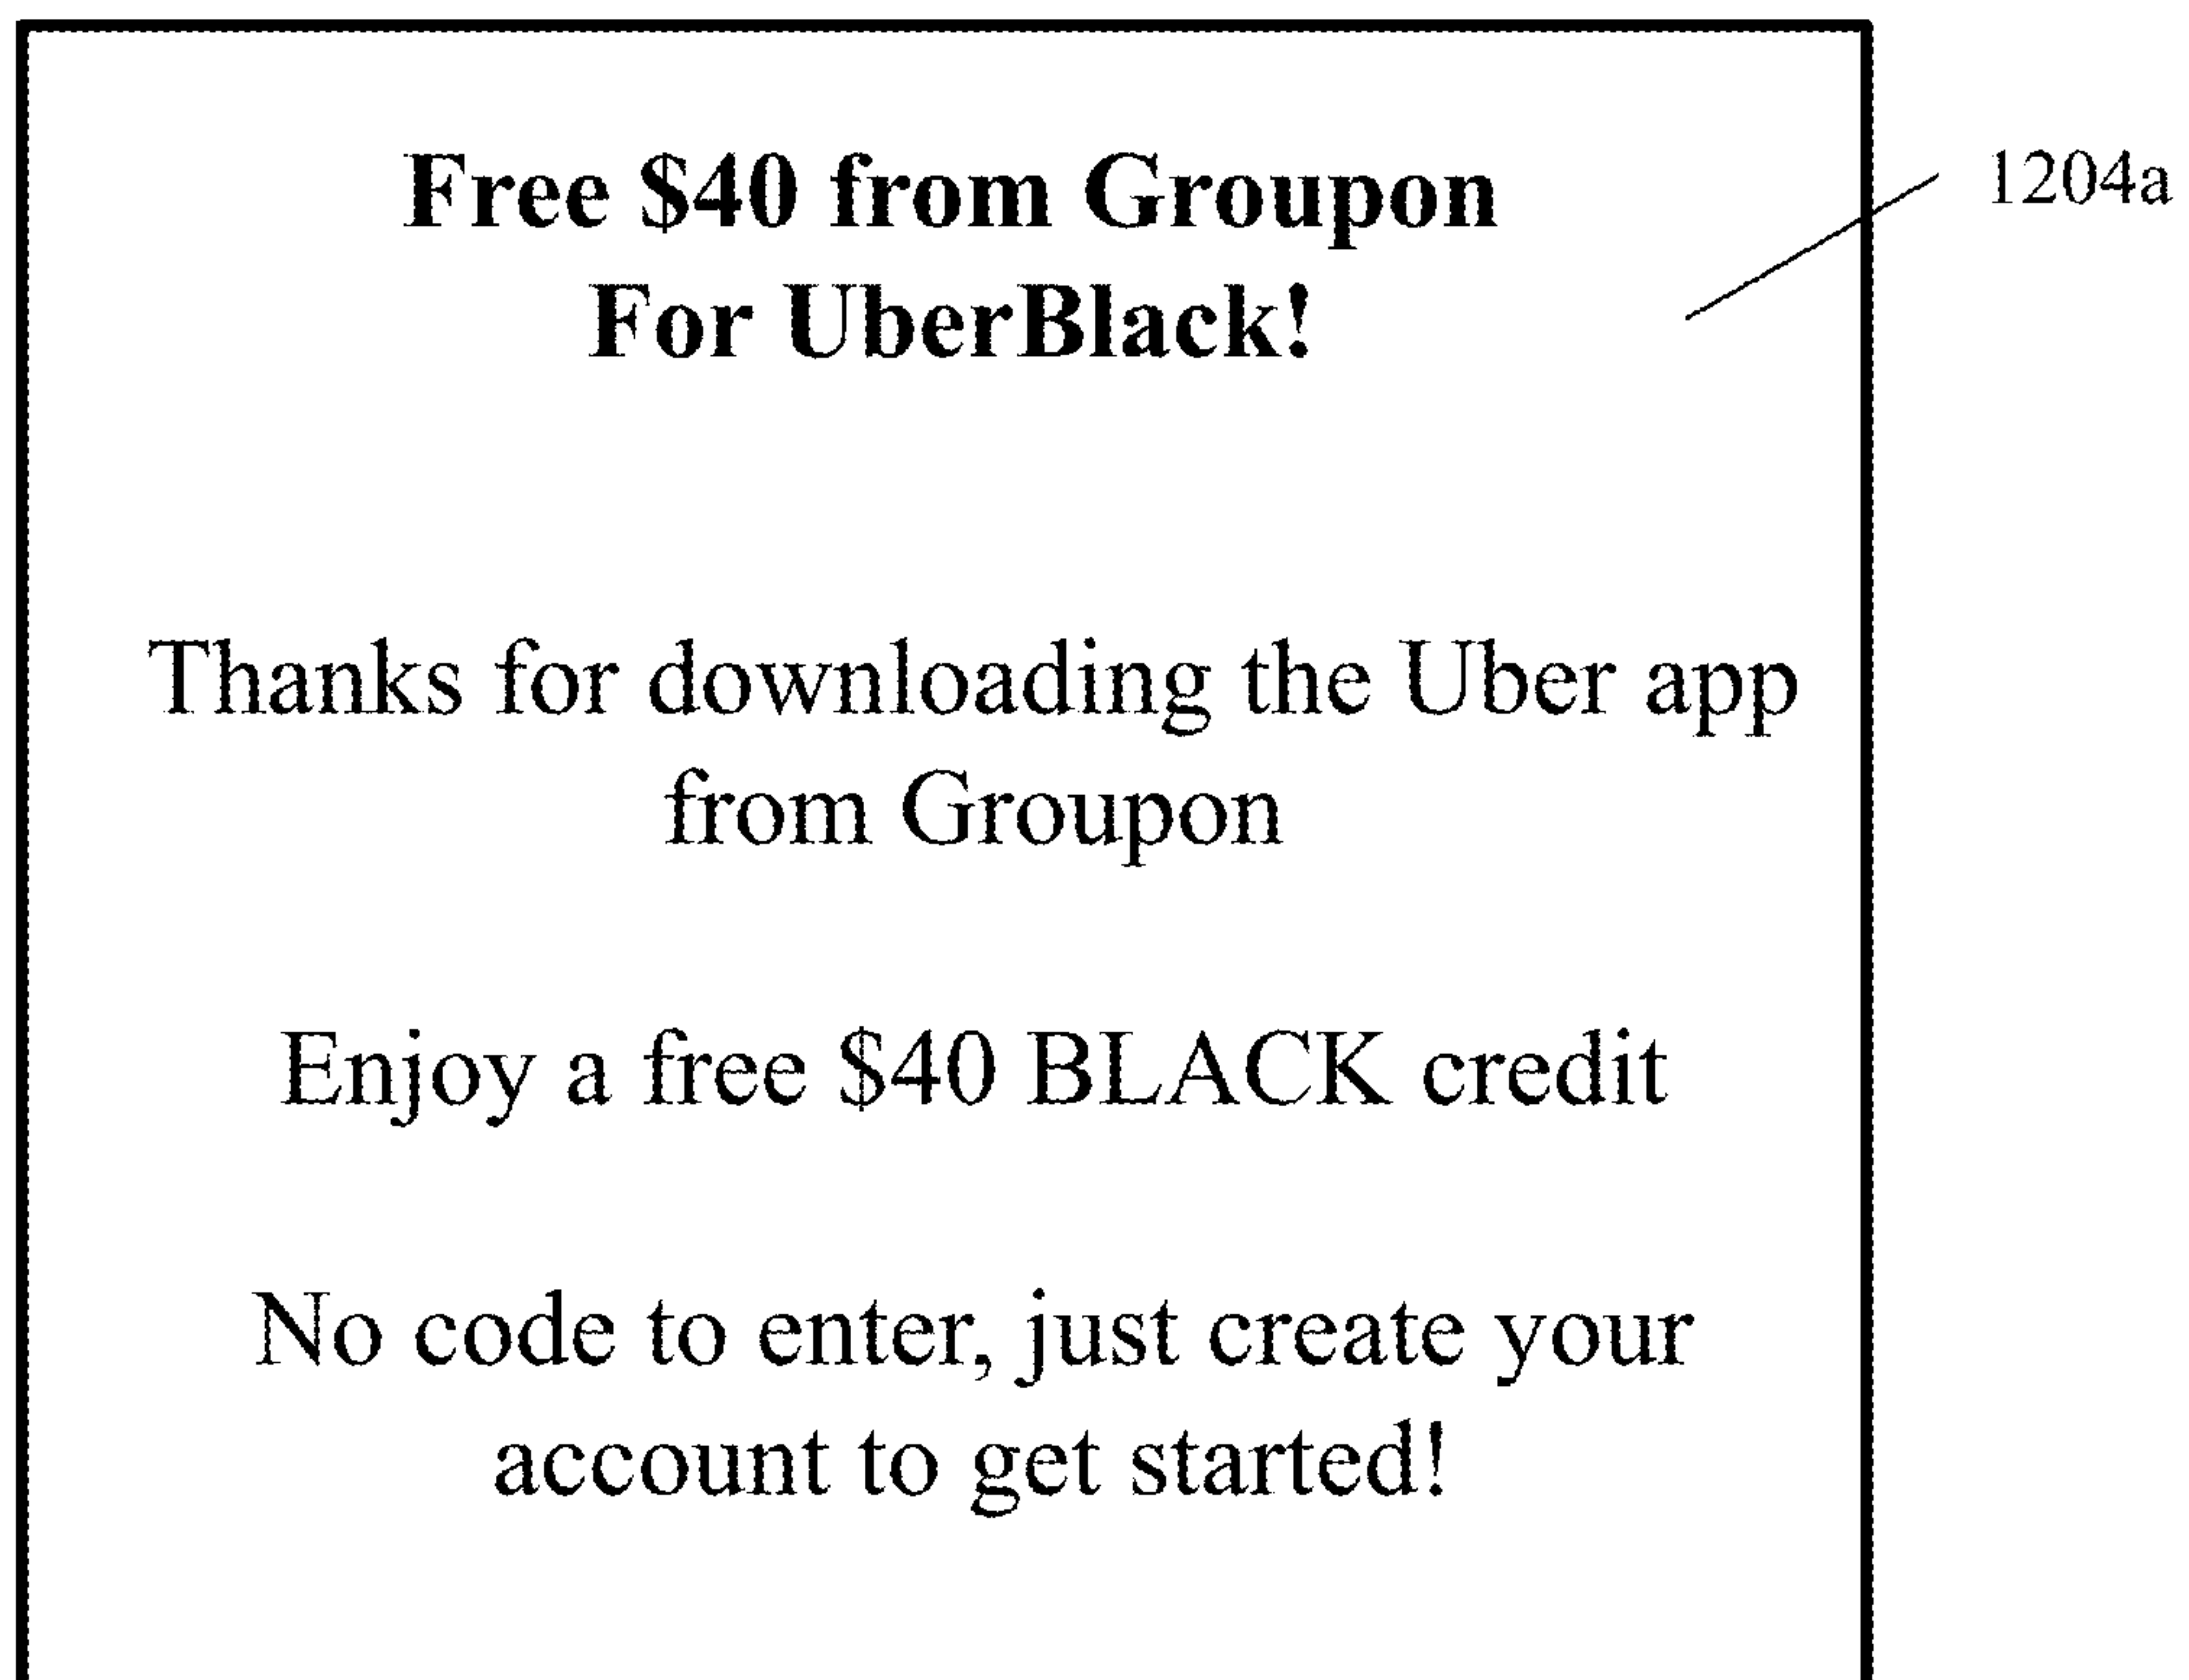 Free $40 from Groupon
For UberBlack!
1204a
Thanks for downloading the Uber app
from Groupon
Enjoy a free $40 BLACK credit
No code to enter, just create your
account to get started!